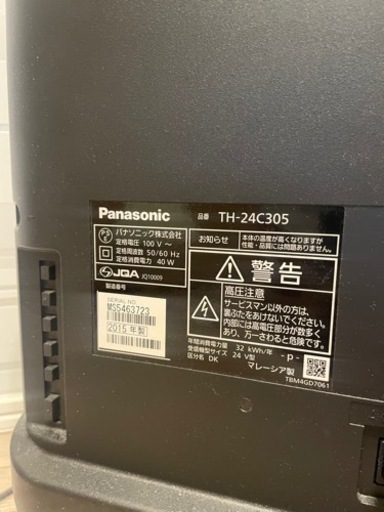 Panasonic
品番 TH-24C305
パナソニック株式会社
定格電圧 100 V ～
定格周波数 50/60 Hz
定格消費電力 40 W
JQA JQ10009
製造番号
SERIAL NO.
MS5463723
2015年製
お知らせ
本体の温度が高くなりますが
性能・品質には問題ありません
警告
高圧注意
サービスマン以外の方は、
裏ぶたをあけないでください。
内部には高電圧部分が数多く
あり、万一さわると危険です。
年間消費電力量 32 kWh/年
受信機型サイズ 24 V型 - p -
区分名 DK
マレーシア製
TBM4GD7061